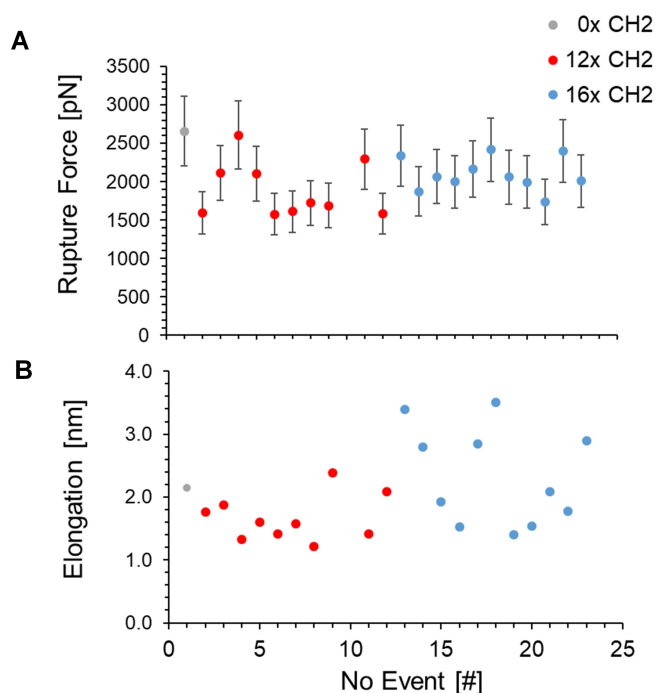 0x CH2
12x CH2
16x CH2
A
Rupture Force [pN]
3500
3000
2500
2000
1500
1000
500
0
B
Elongation [nm]
4.0
3.0
2.0
1.0
0.0
0 5 10 15 20 25
No Event [#]